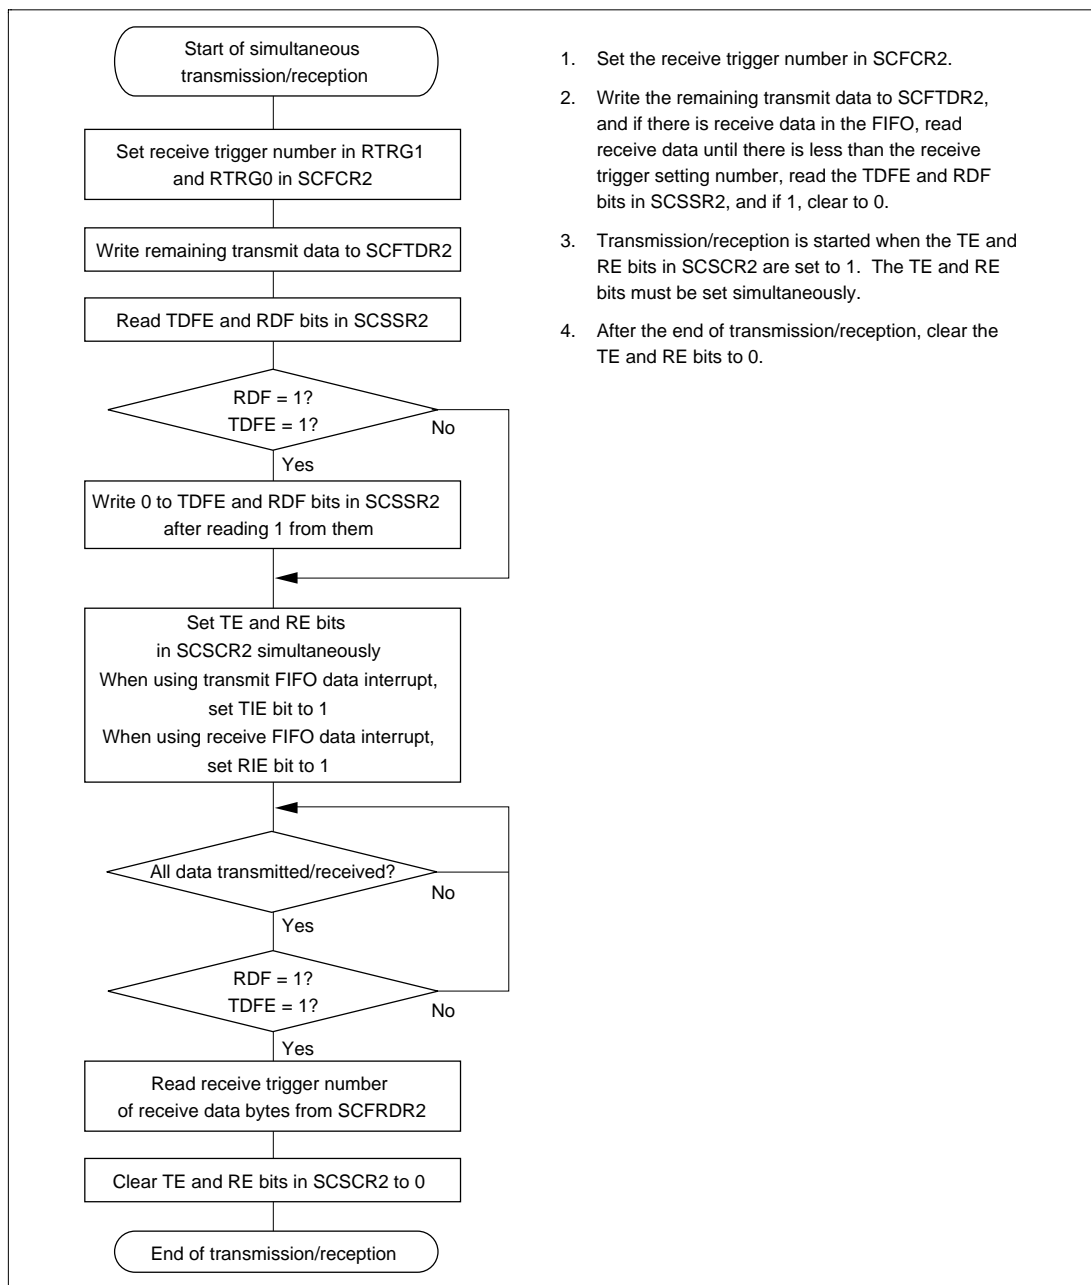 Start of simultaneous
transmission/reception
Set receive trigger number in RTRG1
and RTRG0 in SCFCR2
Write remaining transmit data to SCFTDR2
Read TDFE and RDF bits in SCSSR2
RDF = 1?
TDFE = 1?
No
Yes
Write 0 to TDFE and RDF bits in SCSSR2
after reading 1 from them
Set TE and RE bits
in SCSCR2 simultaneously
When using transmit FIFO data interrupt,
set TIE bit to 1
When using receive FIFO data interrupt,
set RIE bit to 1
All data transmitted/received?
No
Yes
RDF = 1?
TDFE = 1?
No
Yes
Read receive trigger number
of receive data bytes from SCFRDR2
Clear TE and RE bits in SCSCR2 to 0
End of transmission/reception
1. Set the receive trigger number in SCFCR2.
2. Write the remaining transmit data to SCFTDR2,
and if there is receive data in the FIFO, read
receive data until there is less than the receive
trigger setting number, read the TDFE and RDF
bits in SCSSR2, and if 1, clear to 0.
3. Transmission/reception is started when the TE and
RE bits in SCSCR2 are set to 1. The TE and RE
bits must be set simultaneously.
4. After the end of transmission/reception, clear the
TE and RE bits to 0.